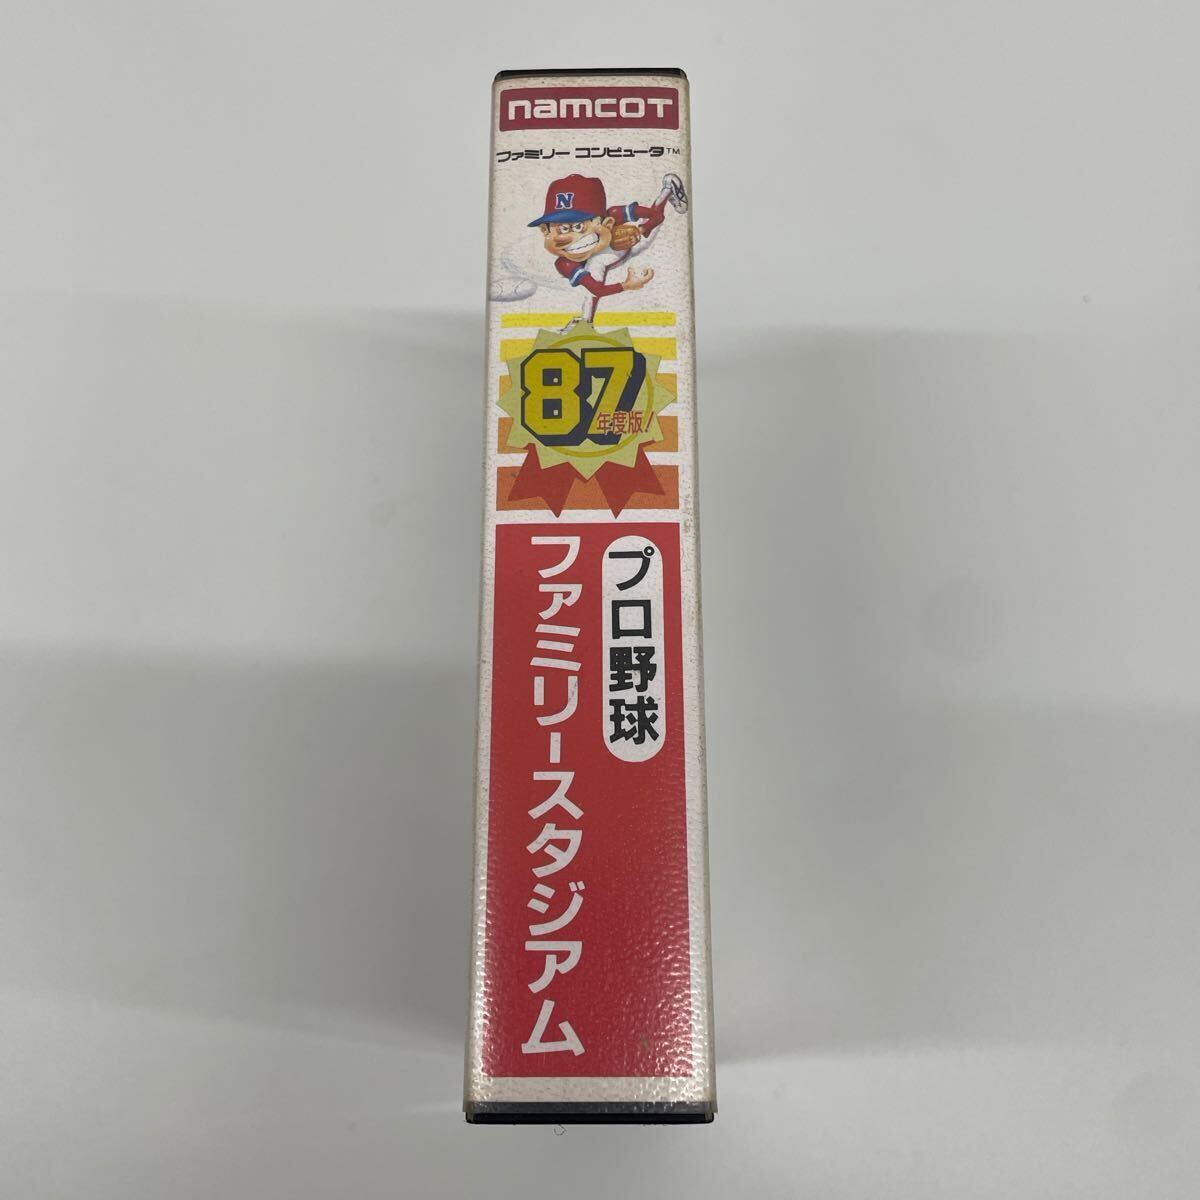 namcot
ファミリー コンピュータ™
N
87
年度版!
プロ野球
ファミリースタジアム